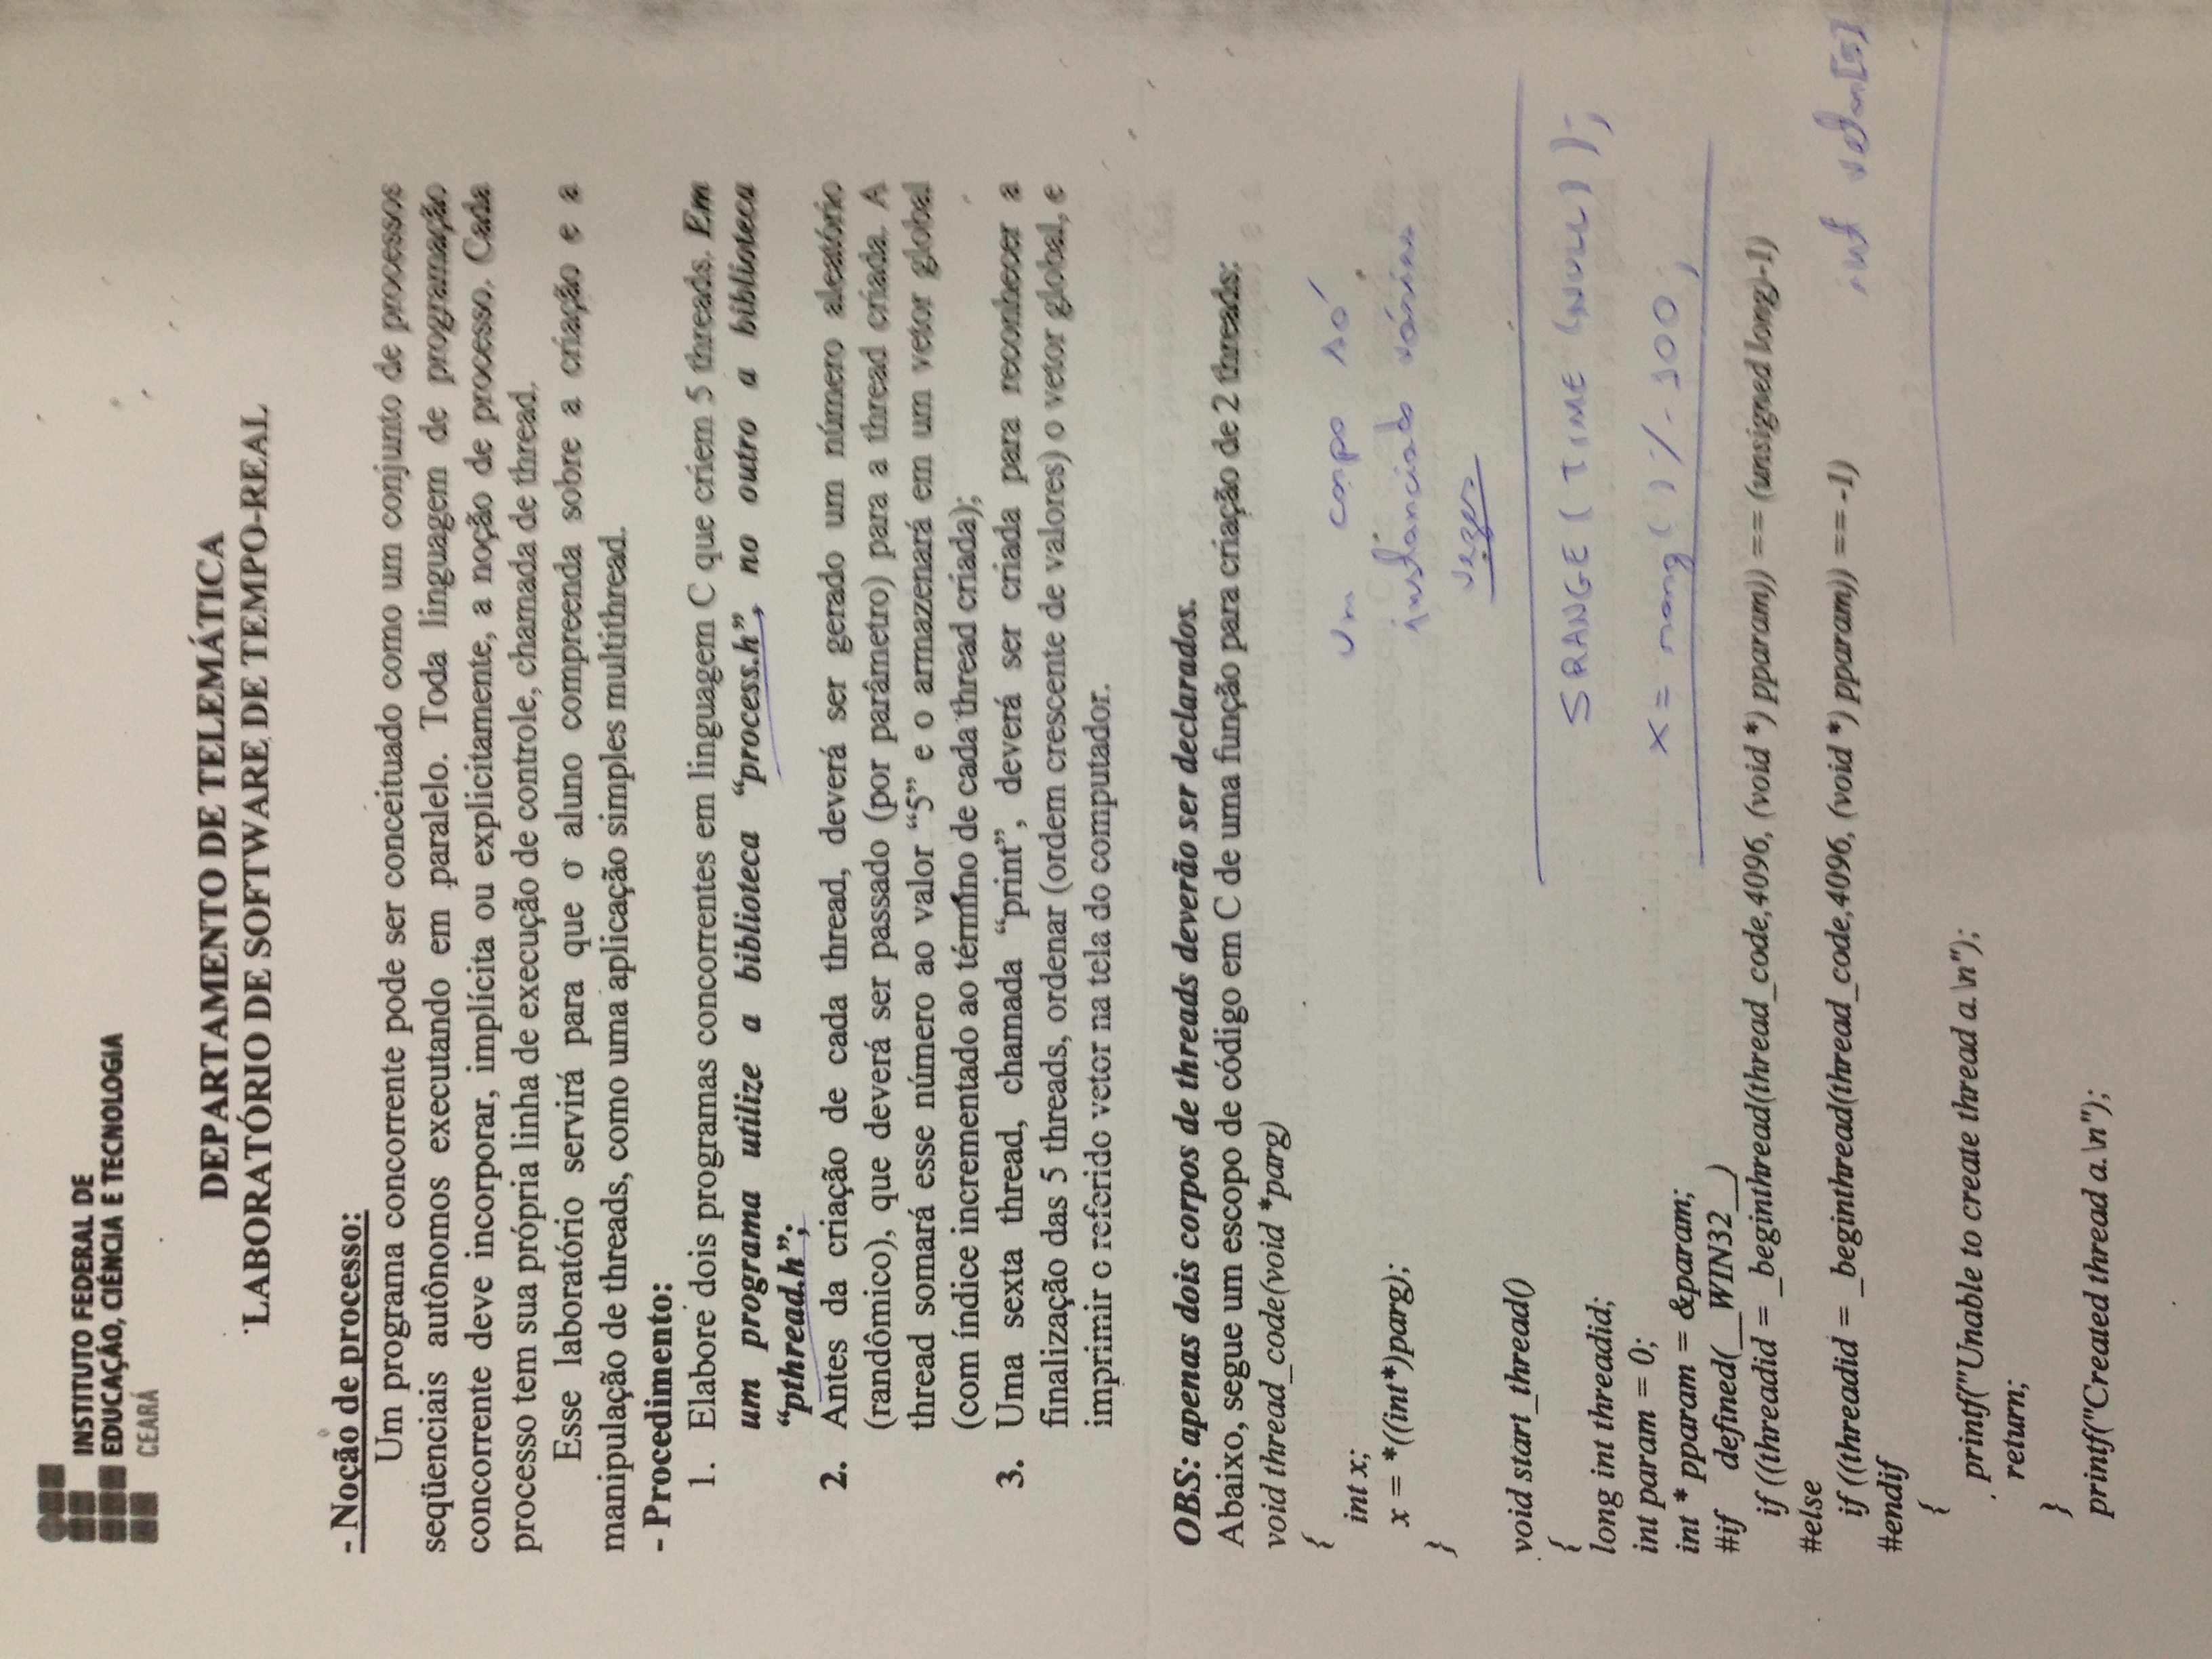 INSTITUTO FEDERAL DE
EDUCAÇÃO, CIÊNCIA E TECNOLOGIA
CEARÁ
DEPARTAMENTO DE TELEMÁTICA
LABORATÓRIO DE SOFTWARE DE TEMPO-REAL
- Noção de processo:
Um programa concorrente pode ser conceituado como um conjunto de processos
seqüenciais autônomos executando em paralelo. Toda linguagem de programação
concorrente deve incorporar, implícita ou explicitamente, a noção de processo. Cada
processo tem sua própria linha de execução de controle, chamada de thread.
Esse laboratório servirá para que o aluno compreenda sobre a criação e a
manipulação de threads, como uma aplicação simples multithread.
- Procedimento:
1. Elabore dois programas concorrentes em linguagem C que criem 5 threads. Em
um programa utilize a biblioteca “process.h”, no outro a biblioteca
“pthread.h”;
2. Antes da criação de cada thread, deverá ser gerado um número aleatório
(randômico), que deverá ser passado (por parâmetro) para a thread criada. A
thread somará esse número ao valor “5” e o armazenará em um vetor global
(com índice incrementado ao término de cada thread criada);
3. Uma sexta thread, chamada “print”, deverá ser criada para reconhecer a
finalização das 5 threads, ordenar (ordem crescente de valores) o vetor global, e
imprimir o referido vetor na tela do computador.
OBS: apenas dois corpos de threads deverão ser declarados.
Abaixo, segue um escopo de código em C de uma função para criação de 2 threads:
void thread_code(void *parg)
{
int x;
x = *((int*)parg);
}
um corpo só
instanciado várias
vezes
void start_thread()
{
long int threadid;
int param = 0;
int * pparam = &param;
#if defined(__WIN32__)
if ((threadid = _beginthread(thread_code,4096, (void *) pparam)) == (unsigned long)-1)
#else
if ((threadid = _beginthread(thread_code,4096, (void *) pparam)) == -1)
#endif
{
printf("Unable to create thread a.\n");
return;
}
printf("Created thread a.\n");
SRANGE (TIME (NULL));
x = rang () % 100;
int vetor[5]